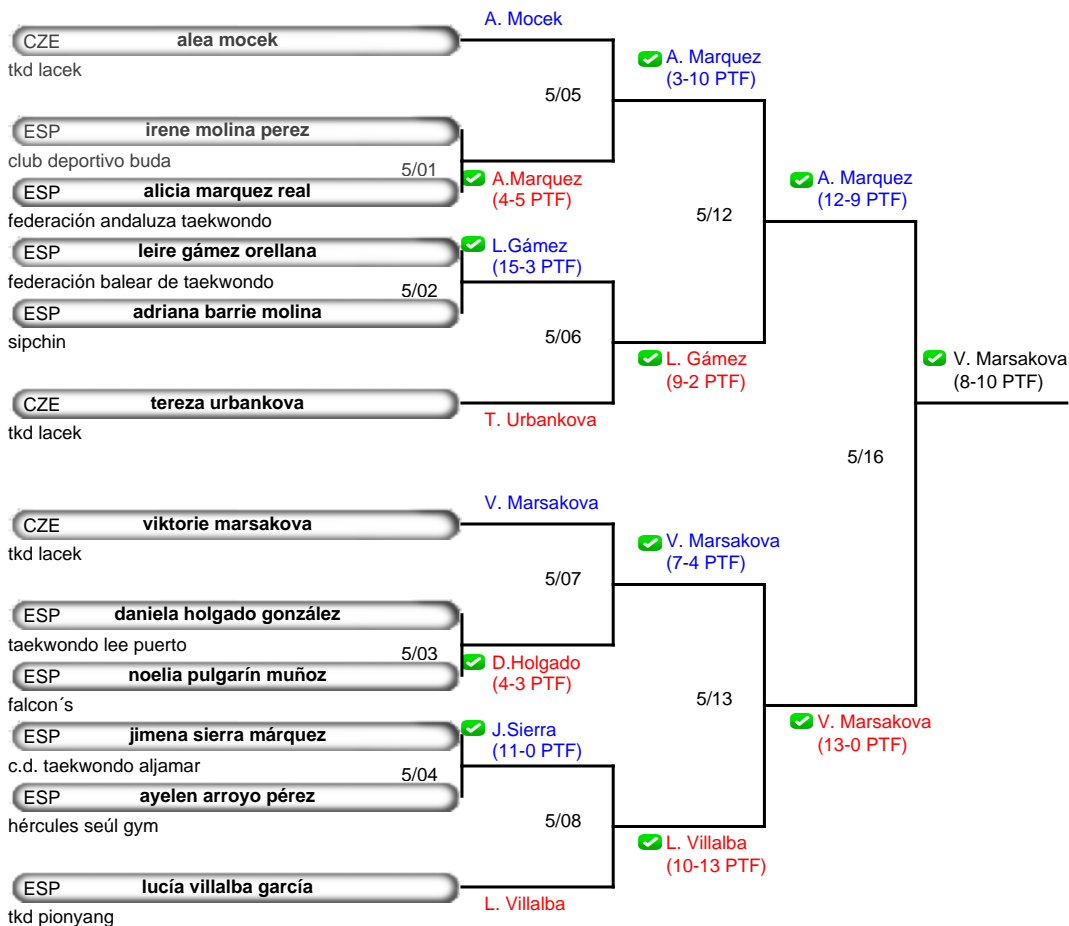 A. Mocek
CZE alea mocek
tkd lacek
A. Marquez
(3-10 PTF)
5/05
ESP irene molina perez
club deportivo buda
5/01
A.Marquez
(4-5 PTF)
ESP alicia marquez real
federación andaluza taekwondo
A. Marquez
(12-9 PTF)
5/12
ESP leire gámez orellana
federación balear de taekwondo
L.Gámez
(15-3 PTF)
5/02
ESP adriana barrie molina
sipchin
5/06
L. Gámez
(9-2 PTF)
V. Marsakova
(8-10 PTF)
CZE tereza urbankova
tkd lacek
T. Urbankova
5/16
V. Marsakova
CZE viktorie marsakova
tkd lacek
V. Marsakova
(7-4 PTF)
5/07
ESP daniela holgado gonzález
taekwondo lee puerto
5/03
D.Holgado
(4-3 PTF)
ESP noelia pulgarín muñoz
falcon´s
5/13
V. Marsakova
(13-0 PTF)
ESP jimena sierra márquez
c.d. taekwondo aljamar
J.Sierra
(11-0 PTF)
5/04
ESP ayelen arroyo pérez
hércules seúl gym
5/08
L. Villalba
(10-13 PTF)
ESP lucía villalba garcía
tkd pionyang
L. Villalba